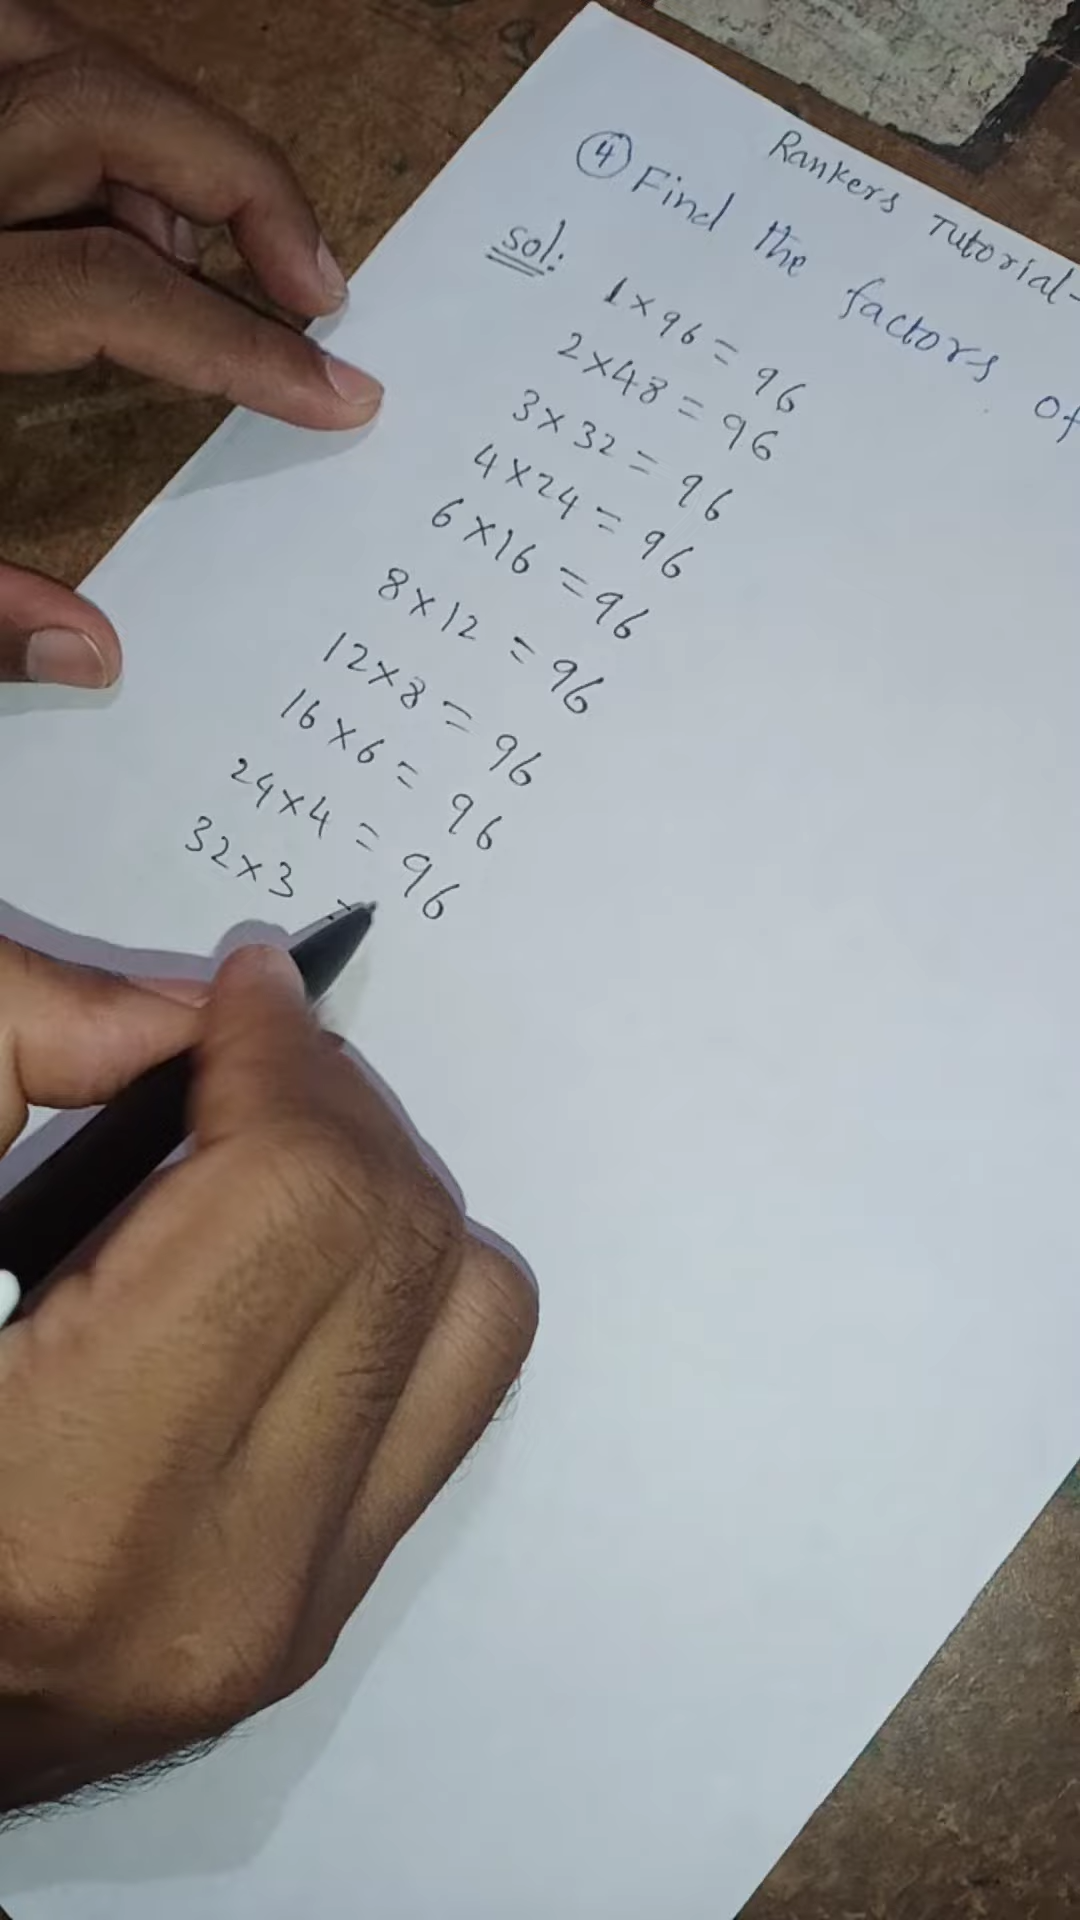 Rankers Tutorial-
④ Find the factors of
Sol:
1 × 96 = 96
2 × 48 = 96
3 × 32 = 96
4 × 24 = 96
6 × 16 = 96
8 × 12 = 96
12 × 8 = 96
16 × 6 = 96
24 × 4 = 96
32 × 3 =